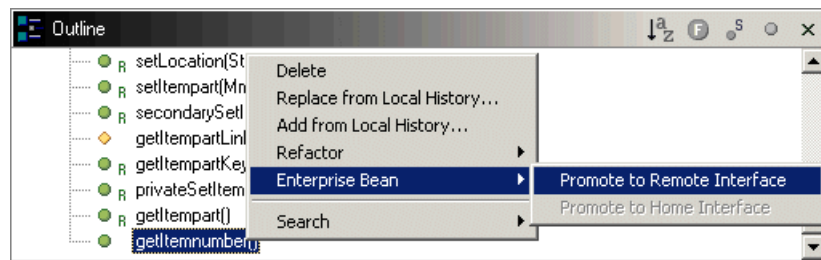 Outline
setLocation(St
R setItempart(Mn
R secondarySetI
getItempartLinl
R getItempartKey
R privateSetItem
R getItempart()
getItemnumber()
Delete
Replace from Local History...
Add from Local History...
Refactor
Enterprise Bean
Search
Promote to Remote Interface
Promote to Home Interface